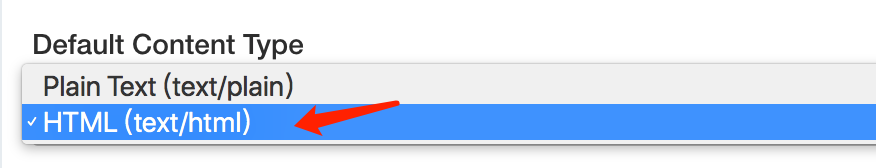 Default Content Type
Plain Text (text/plain)
✓ HTML (text/html)